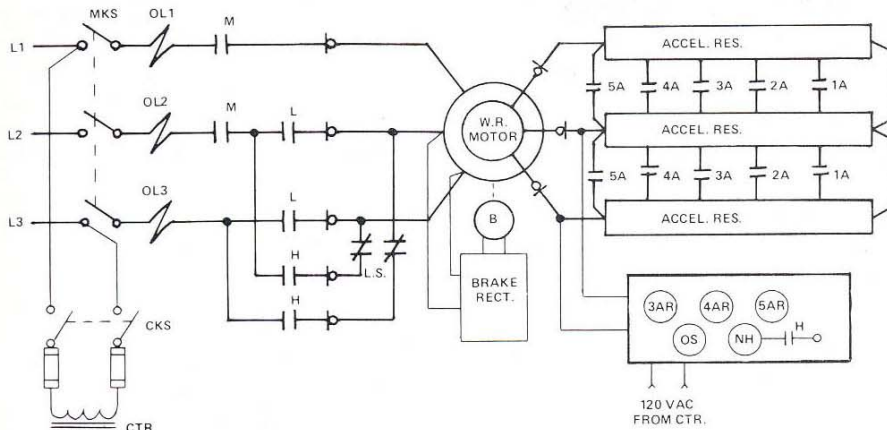 MKS OL1 M
L1
ACCEL. RES.
5A 4A 3A 2A 1A
OL2 M L
L2
W.R.
MOTOR
ACCEL. RES.
5A 4A 3A 2A 1A
OL3 L
L3
ACCEL. RES.
B
H L.S.
BRAKE
RECT.
H
3AR 4AR 5AR
OS NH H
CKS
120 VAC
FROM CTR.
CTR